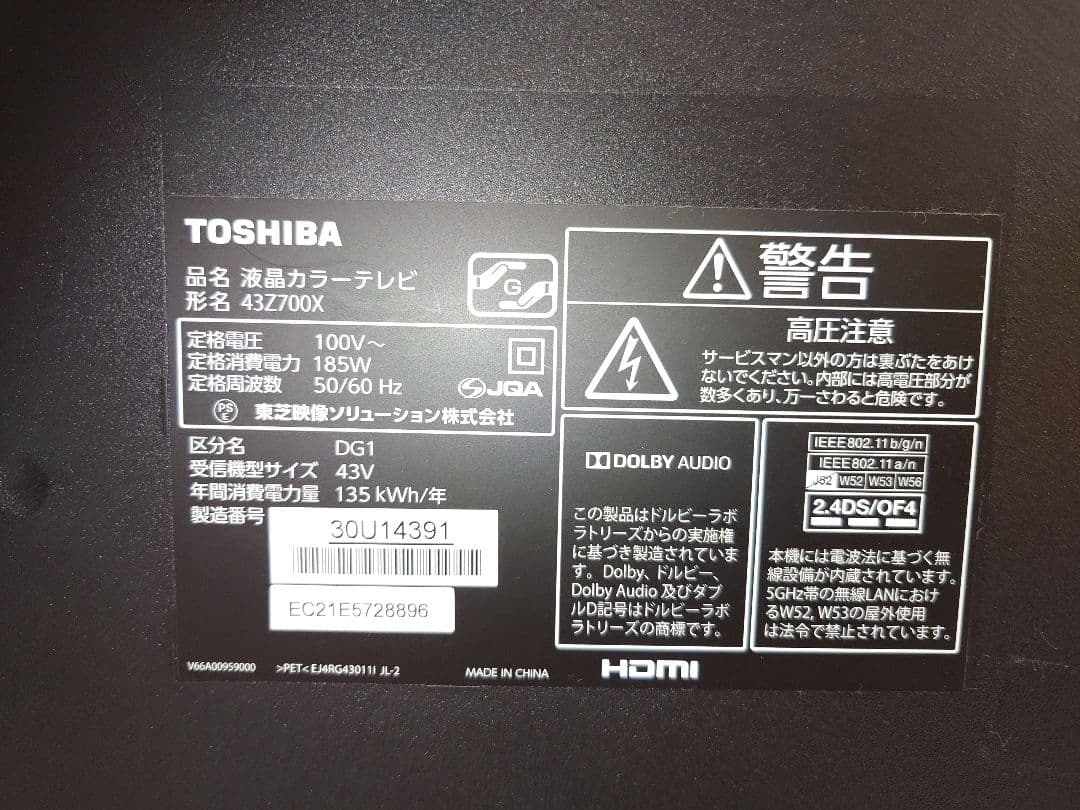 TOSHIBA
品名 液晶カラーテレビ
形名 43Z700X
G
定格電圧 100V～
定格消費電力 185W
定格周波数 50/60 Hz
JQA
PS
E
東芝映像ソリューション株式会社
区分名 DG1
受信機型サイズ 43V
年間消費電力量 135 kWh/年
製造番号
30U14391
EC21E5728896
V66A00959000 >PET< EJ4RG43011I JL-2 MADE IN CHINA
警告
高圧注意
サービスマン以外の方は裏ぶたをあけ
ないでください。内部には高電圧部分が
数多くあり、万一さわると危険です。
DOLBY AUDIO
この製品はドルビーラボ
ラトリーズからの実施権
に基づき製造されていま
す。Dolby、ドルビー、
Dolby Audio 及びダブ
ルD記号はドルビーラボ
ラトリーズの商標です。
IEEE802.11b/g/n
IEEE802.11a/n
J52 W52 W53 W56
2.4DS/OF4
本機には電波法に基づく無
線設備が内蔵されています。
5GHz帯の無線LANにおけ
るW52, W53の屋外使用
は法令で禁止されています。
HDMI